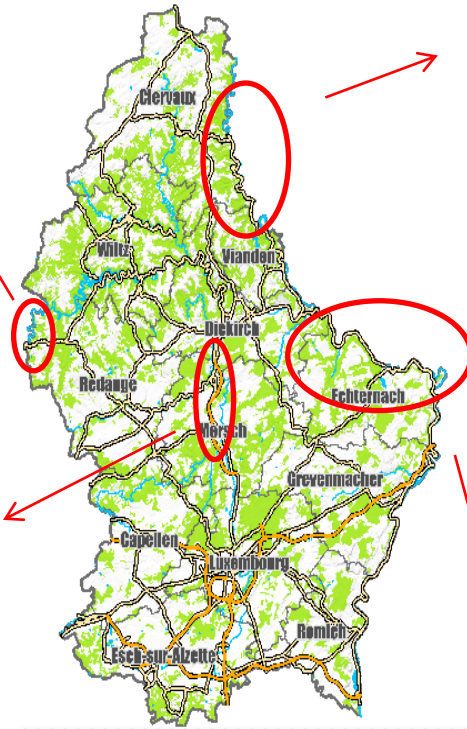 Clervaux
Wiltz
Vianden
Diekirch
Redange
Echternach
Mersch
Grevenmacher
Capellen
Luxembourg
Remich
Esch-sur-Alzette